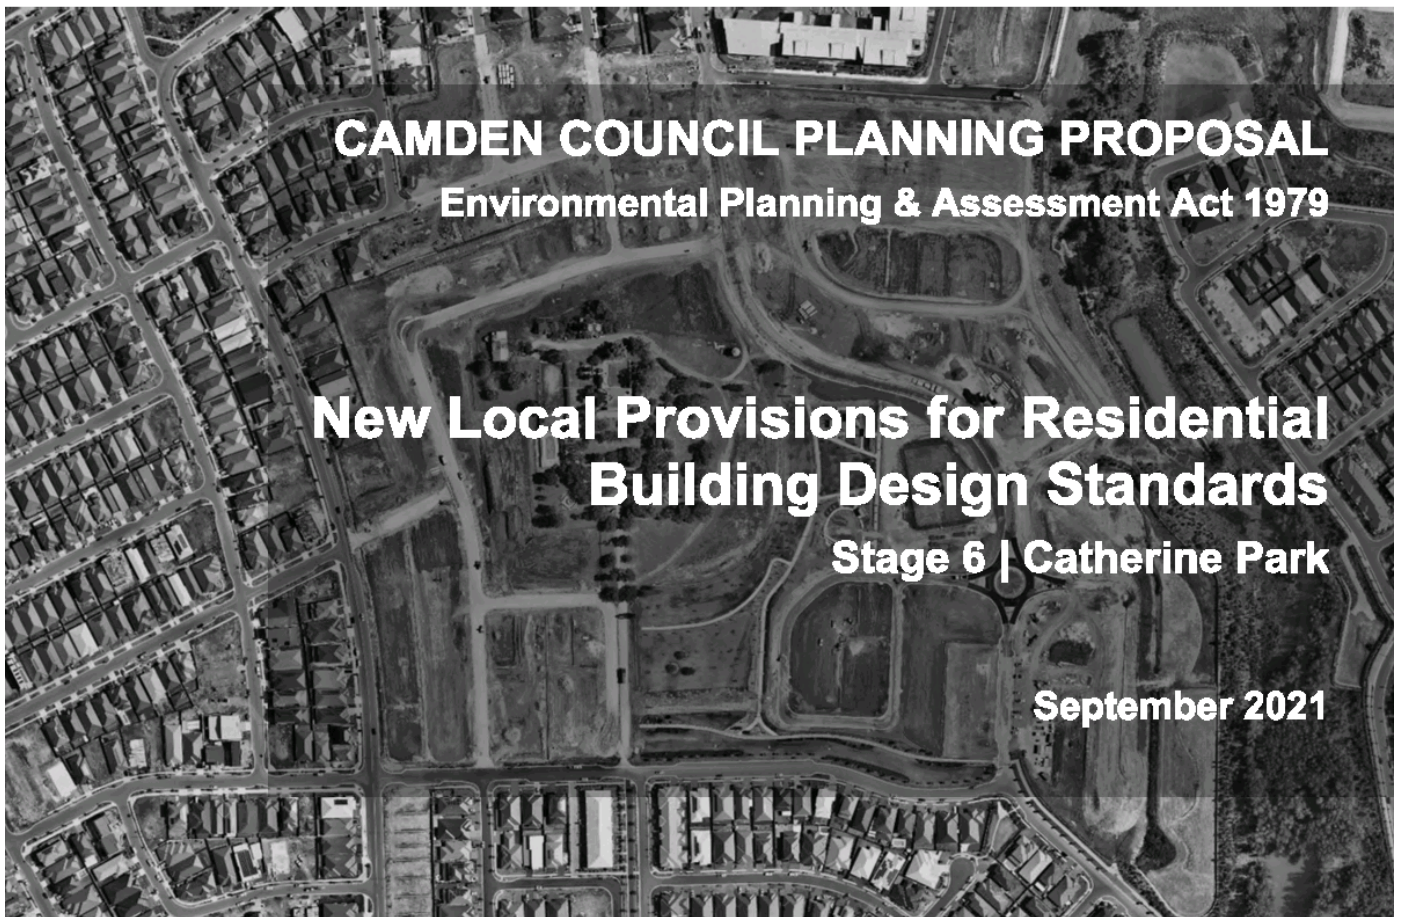 CAMDEN COUNCIL PLANNING PROPOSAL
Environmental Planning & Assessment Act 1979
New Local Provisions for Residential
Building Design Standards
Stage 6 | Catherine Park
September 2021